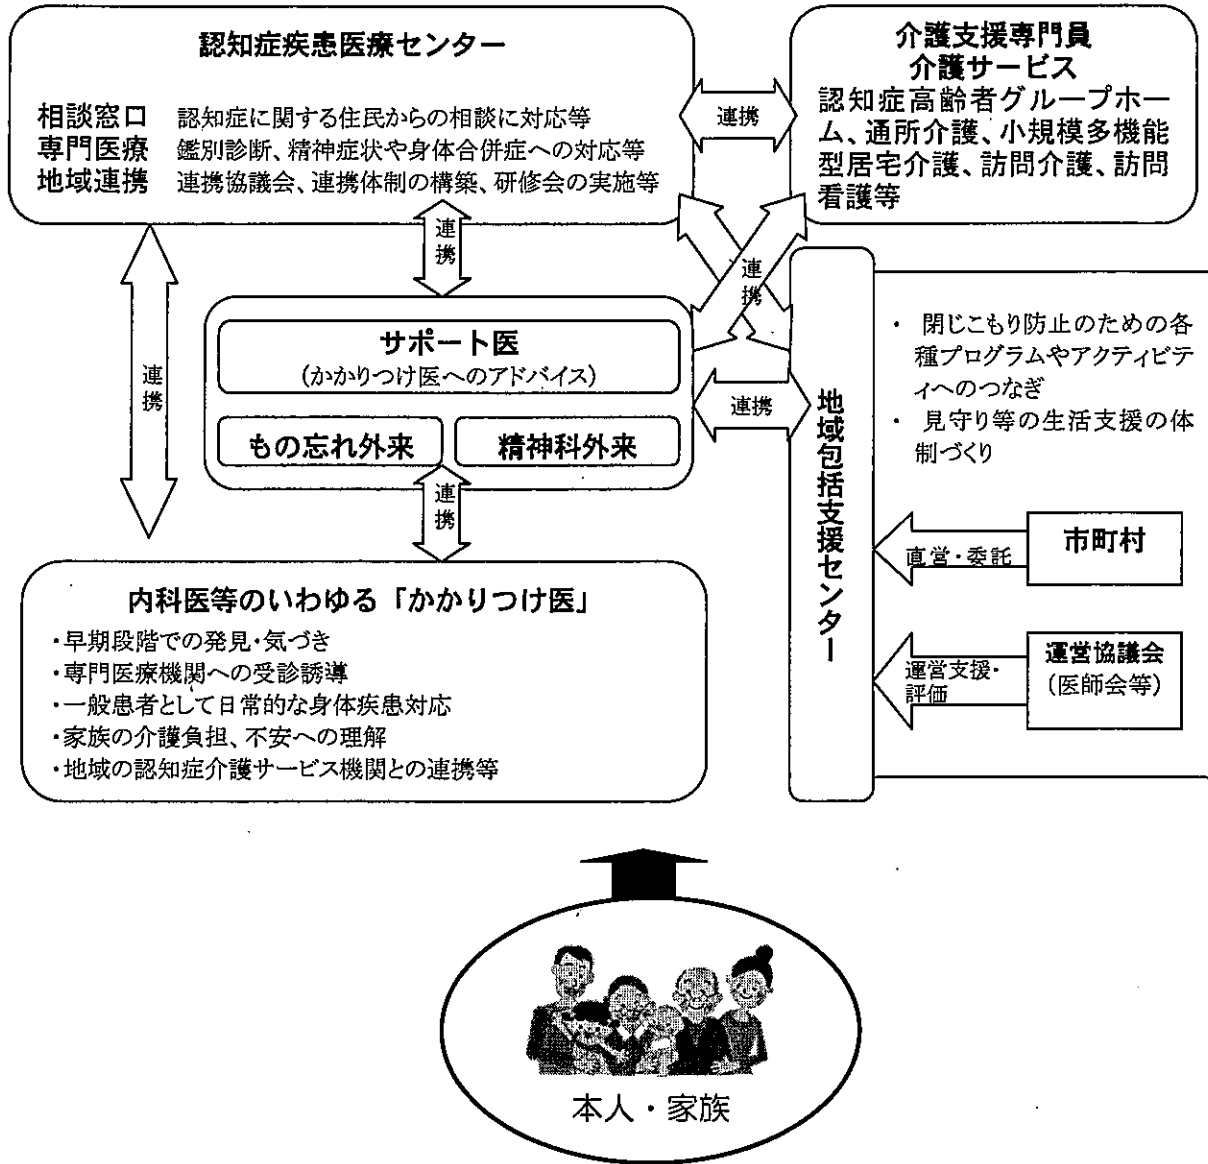 認知症疾患医療センター
相談窓口 認知症に関する住民からの相談に対応等
専門医療 鑑別診断、精神症状や身体合併症への対応等
地域連携 連携協議会、連携体制の構築、研修会の実施等
連携
介護支援専門員
介護サービス
認知症高齢者グループホー
ム、通所介護、小規模多機能
型居宅介護、訪問介護、訪問
看護等
連携
連携
連携
サポート医
(かかりつけ医へのアドバイス)
もの忘れ外来
精神科外来
連携
連携
内科医等のいわゆる「かかりつけ医」
・早期段階での発見・気づき
・専門医療機関への受診誘導
・一般患者として日常的な身体疾患対応
・家族の介護負担、不安への理解
・地域の認知症介護サービス機関との連携等
地域包括支援センター
・ 閉じこもり防止のための各
種プログラムやアクティビテ
ィへのつなぎ
・ 見守り等の生活支援の体
制づくり
直営・委託
市町村
運営支援・
評価
運営協議会
(医師会等)
本人・家族